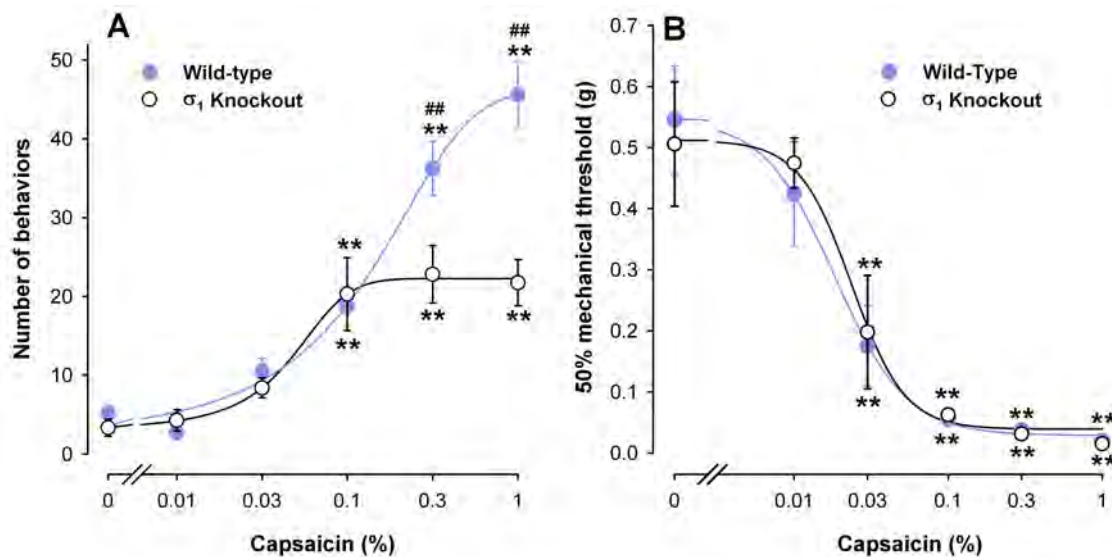 A
50
40
30
20
10
0
Number of behaviors
Wild-type
σ1 Knockout
##
**
##
**
**
**
**
**
0 0.01 0.03 0.1 0.3 1
Capsaicin (%)
B
0.7
0.6
0.5
0.4
0.3
0.2
0.1
0.0
50% mechanical threshold (g)
Wild-Type
σ1 Knockout
**
**
** ** **
** ** **
0 0.01 0.03 0.1 0.3 1
Capsaicin (%)